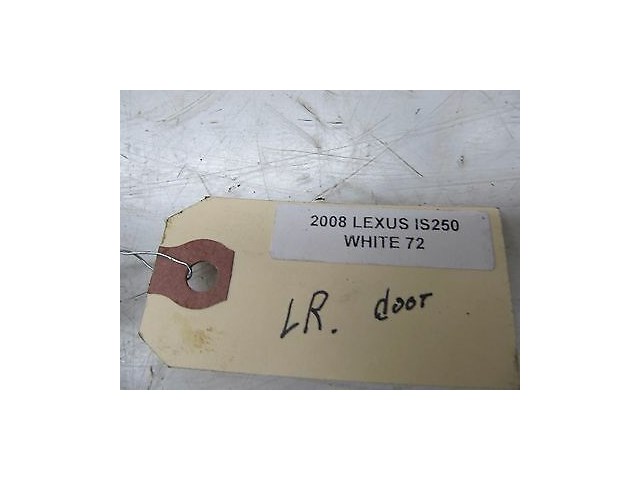 2008 LEXUS IS250
WHITE 72
LR. door